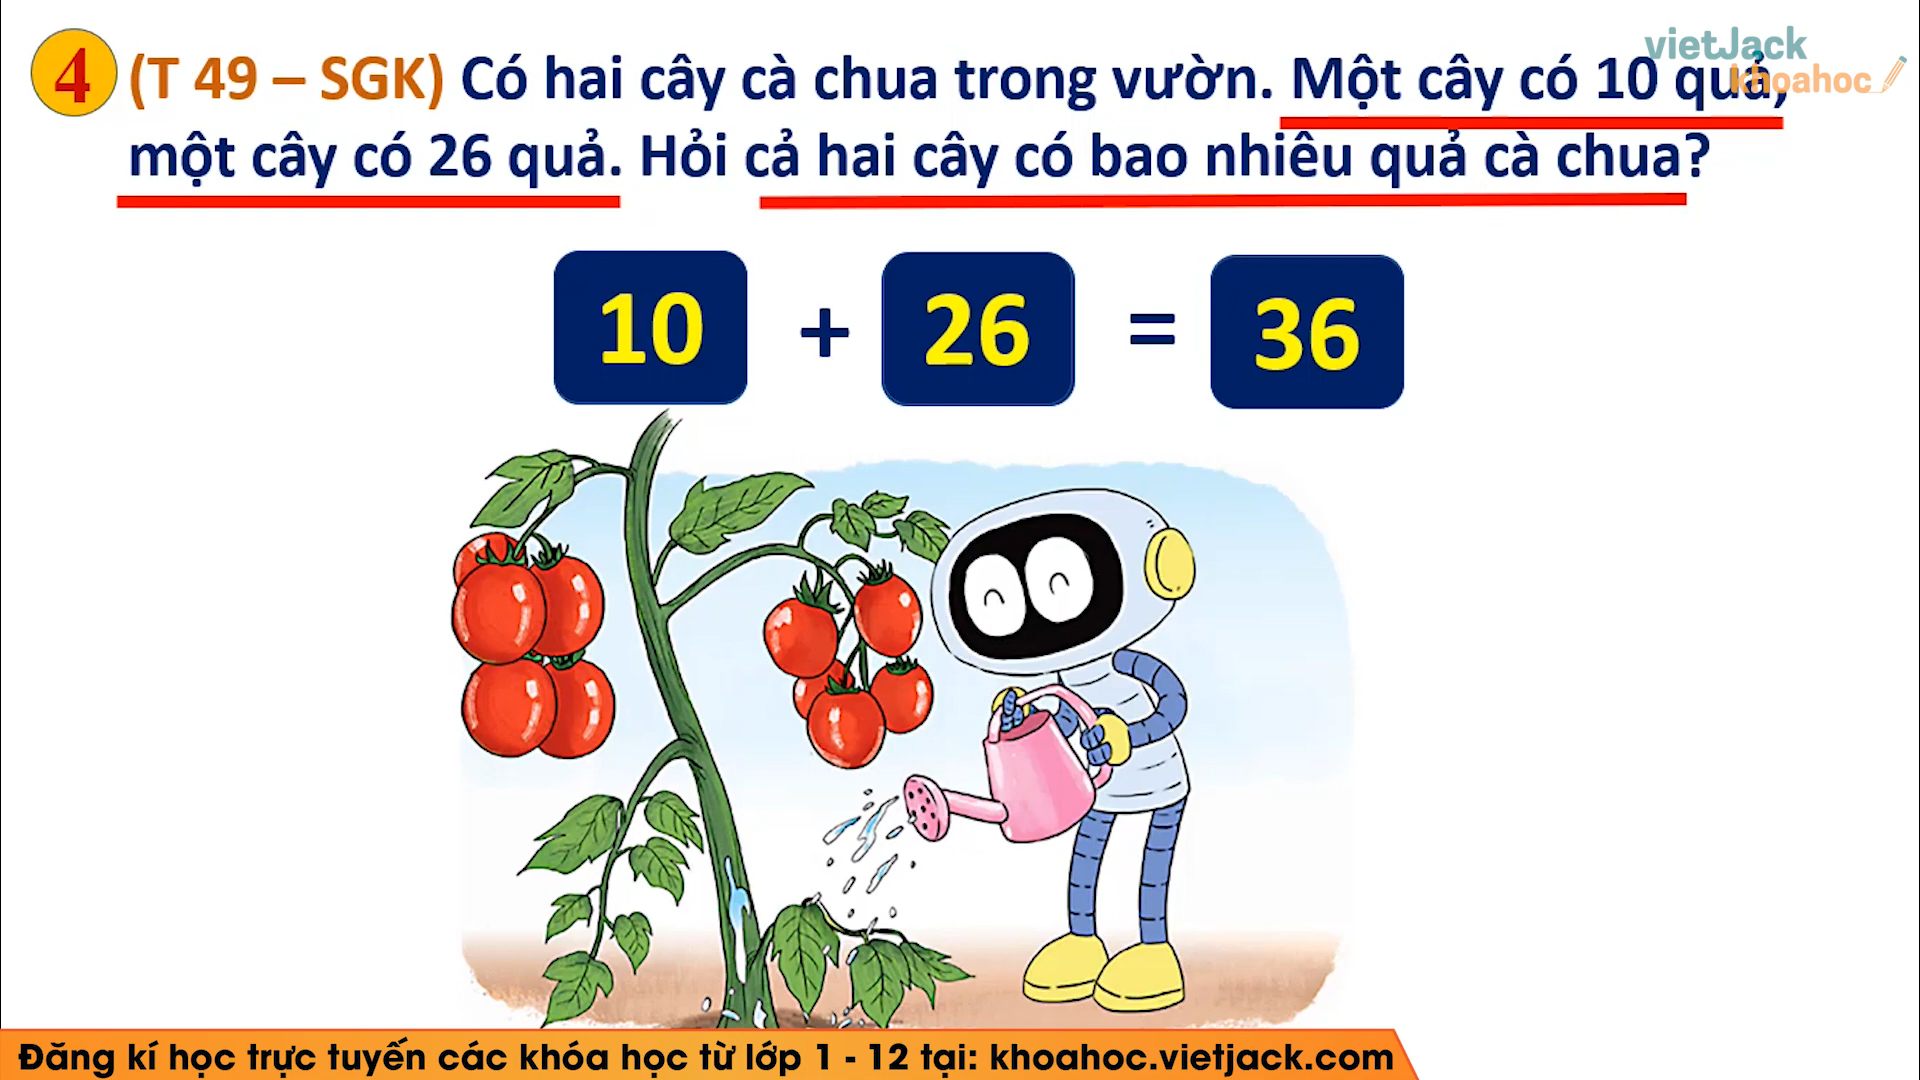 4 (T 49 – SGK) Có hai cây cà chua trong vườn. Một cây có 10 quả,
một cây có 26 quả. Hỏi cả hai cây có bao nhiêu quả cà chua?
vietJack
khoahoc
10 + 26 = 36
Đăng kí học trực tuyến các khóa học từ lớp 1 - 12 tại: khoahoc.vietjack.com